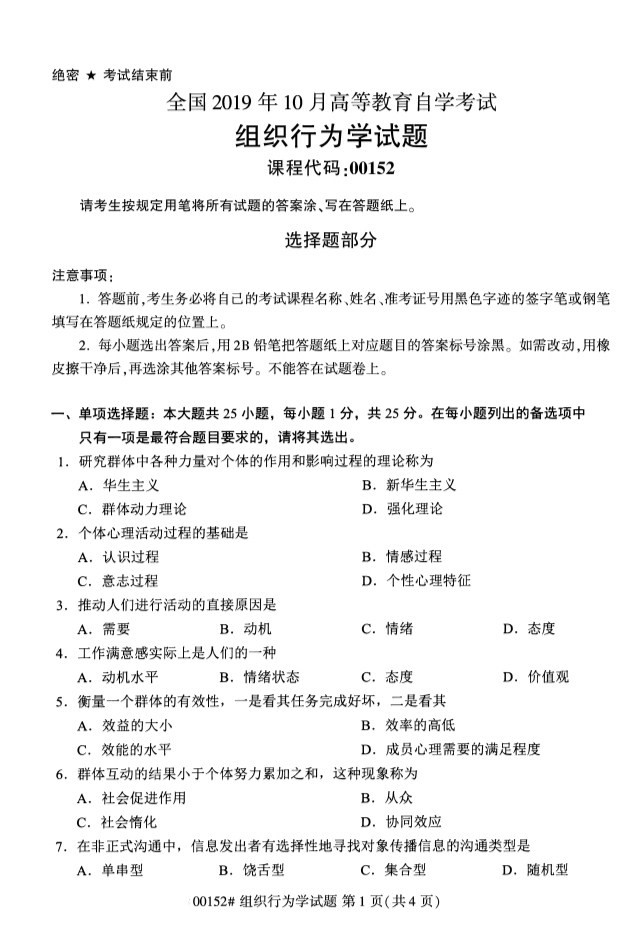 绝密 ★ 考试结束前
全国 2019 年 10 月高等教育自学考试
组织行为学试题
课程代码:00152
请考生按规定用笔将所有试题的答案涂、写在答题纸上。
选择题部分
注意事项:
1. 答题前,考生务必将自己的考试课程名称、姓名、准考证号用黑色字迹的签字笔或钢笔
填写在答题纸规定的位置上。
2. 每小题选出答案后,用 2B 铅笔把答题纸上对应题目的答案标号涂黑。如需改动,用橡
皮擦干净后,再选涂其他答案标号。不能答在试题卷上。
一、单项选择题：本大题共 25 小题，每小题 1 分，共 25 分。在每小题列出的备选项中
只有一项是最符合题目要求的，请将其选出。
1．研究群体中各种力量对个体的作用和影响过程的理论称为
A．华生主义 B．新华生主义
C．群体动力理论 D．强化理论
2．个体心理活动过程的基础是
A．认识过程 B．情感过程
C．意志过程 D．个性心理特征
3．推动人们进行活动的直接原因是
A．需要 B．动机 C．情绪 D．态度
4．工作满意感实际上是人们的一种
A．动机水平 B．情绪状态 C．态度 D．价值观
5．衡量一个群体的有效性，一是看其任务完成好坏，二是看其
A．效益的大小 B．效率的高低
C．效能的水平 D．成员心理需要的满足程度
6．群体互动的结果小于个体努力累加之和，这种现象称为
A．社会促进作用 B．从众
C．社会惰化 D．协同效应
7．在非正式沟通中，信息发出者有选择性地寻找对象传播信息的沟通类型是
A．单串型 B．饶舌型 C．集合型 D．随机型
00152# 组织行为学试题 第 1 页(共 4 页)